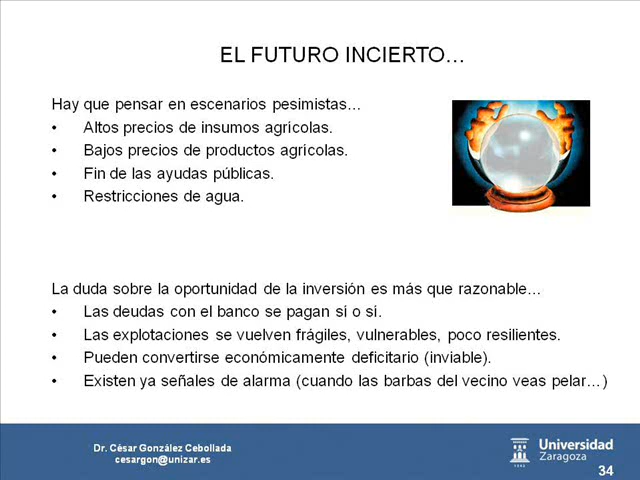 EL FUTURO INCIERTO…
Hay que pensar en escenarios pesimistas…
• Altos precios de insumos agrícolas.
• Bajos precios de productos agrícolas.
• Fin de las ayudas públicas.
• Restricciones de agua.
La duda sobre la oportunidad de la inversión es más que razonable…
• Las deudas con el banco se pagan sí o sí.
• Las explotaciones se vuelven frágiles, vulnerables, poco resilientes.
• Pueden convertirse económicamente deficitario (inviable).
• Existen ya señales de alarma (cuando las barbas del vecino veas pelar…)
Dr. César González Cebollada
cesargon@unizar.es
Universidad
Zaragoza
1542
34